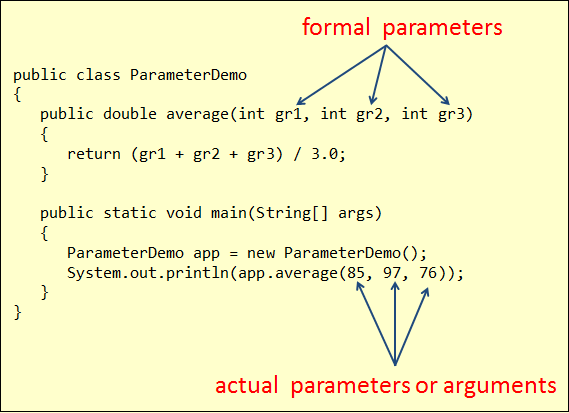 formal parameters
public class ParameterDemo
{
public double average(int gr1, int gr2, int gr3)
{
return (gr1 + gr2 + gr3) / 3.0;
}
public static void main(String[] args)
{
ParameterDemo app = new ParameterDemo();
System.out.println(app.average(85, 97, 76));
}
}
actual parameters or arguments